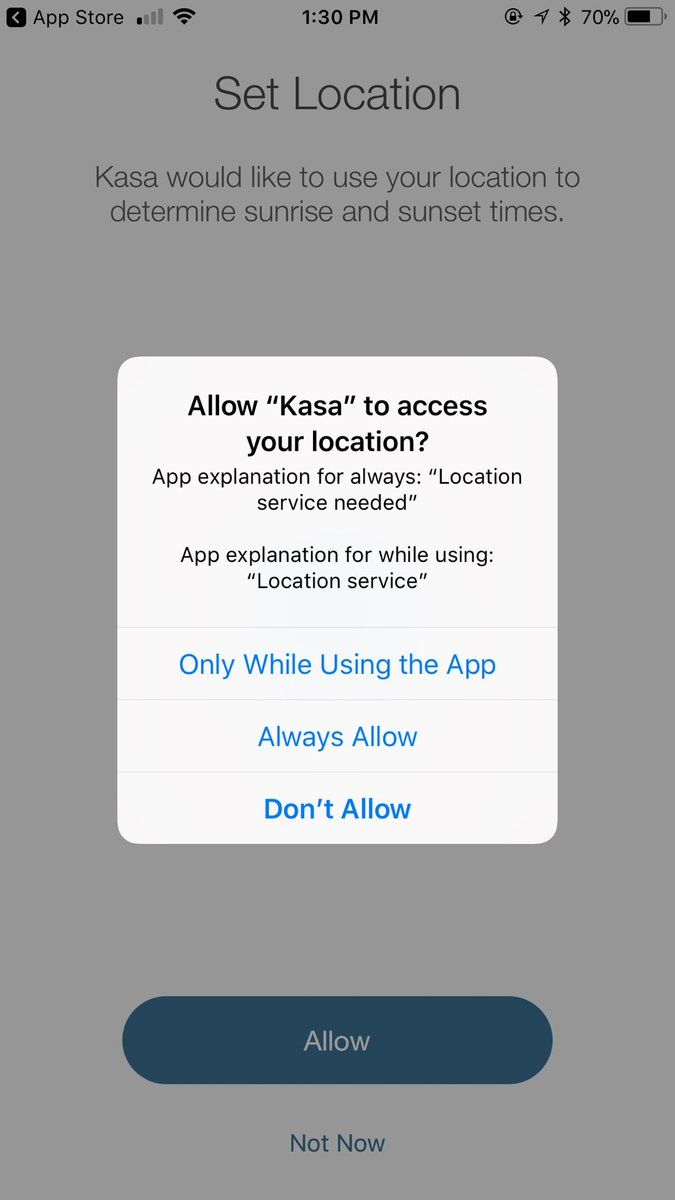 App Store 1:30 PM 70%
Set Location
Kasa would like to use your location to
determine sunrise and sunset times.
Allow “Kasa” to access
your location?
App explanation for always: “Location
service needed”
App explanation for while using:
“Location service”
Only While Using the App
Always Allow
Don’t Allow
Allow
Not Now